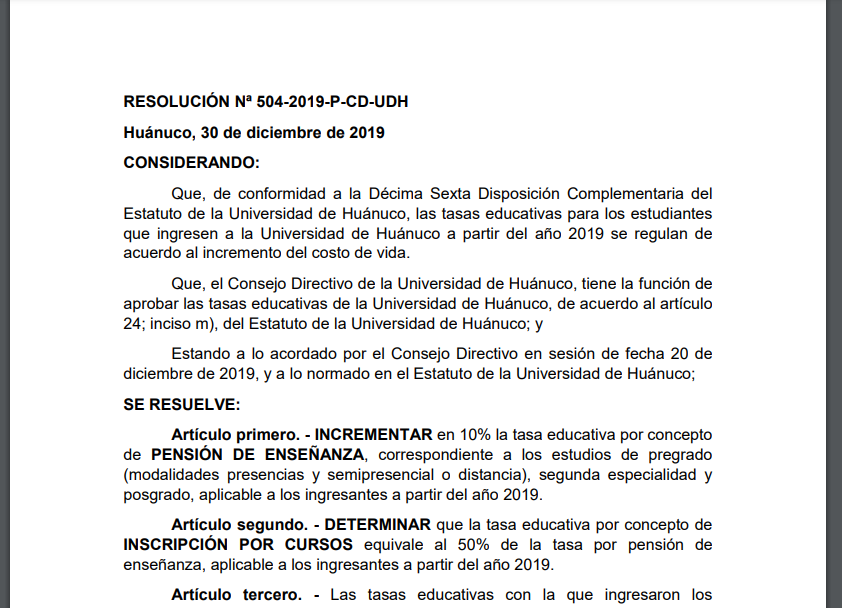 RESOLUCIÓN Nª 504-2019-P-CD-UDH
Huánuco, 30 de diciembre de 2019
CONSIDERANDO:
Que, de conformidad a la Décima Sexta Disposición Complementaria del
Estatuto de la Universidad de Huánuco, las tasas educativas para los estudiantes
que ingresen a la Universidad de Huánuco a partir del año 2019 se regulan de
acuerdo al incremento del costo de vida.
Que, el Consejo Directivo de la Universidad de Huánuco, tiene la función de
aprobar las tasas educativas de la Universidad de Huánuco, de acuerdo al artículo
24; inciso m), del Estatuto de la Universidad de Huánuco; y
Estando a lo acordado por el Consejo Directivo en sesión de fecha 20 de
diciembre de 2019, y a lo normado en el Estatuto de la Universidad de Huánuco;
SE RESUELVE:
Artículo primero. - INCREMENTAR en 10% la tasa educativa por concepto
de PENSIÓN DE ENSEÑANZA, correspondiente a los estudios de pregrado
(modalidades presencias y semipresencial o distancia), segunda especialidad y
posgrado, aplicable a los ingresantes a partir del año 2019.
Artículo segundo. - DETERMINAR que la tasa educativa por concepto de
INSCRIPCIÓN POR CURSOS equivale al 50% de la tasa por pensión de
enseñanza, aplicable a los ingresantes a partir del año 2019.
Artículo tercero. - Las tasas educativas con la que ingresaron los